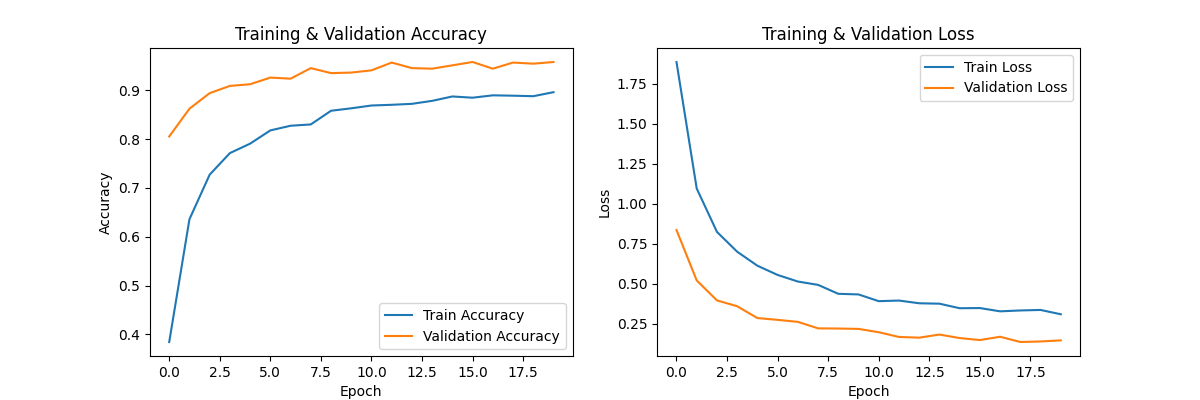 Training & Validation Accuracy
Accuracy
0.9
0.8
0.7
0.6
0.5
0.4
Train Accuracy
Validation Accuracy
0.0 2.5 5.0 7.5 10.0 12.5 15.0 17.5
Epoch
Training & Validation Loss
Loss
1.75
1.50
1.25
1.00
0.75
0.50
0.25
Train Loss
Validation Loss
0.0 2.5 5.0 7.5 10.0 12.5 15.0 17.5
Epoch